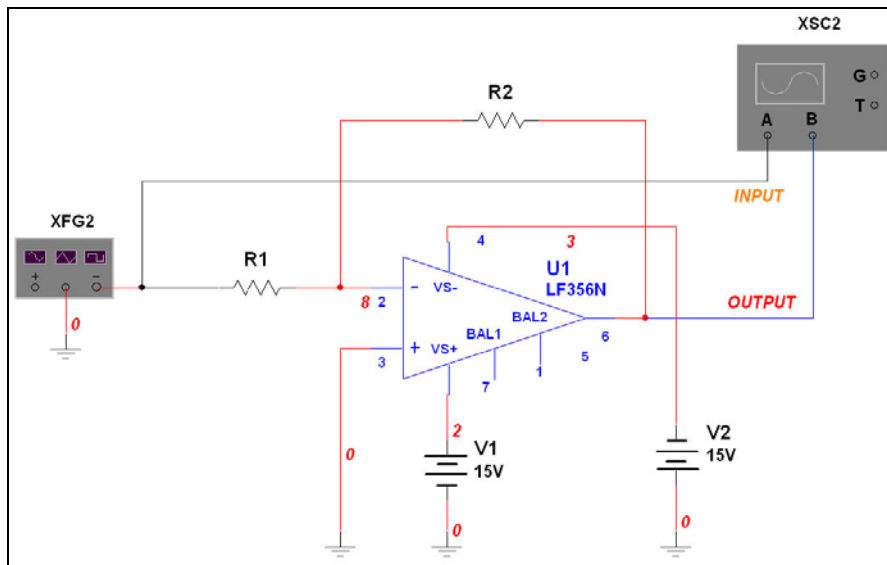 XSC2
G
T
A B
R2
INPUT
XFG2
+ −
R1
4
3
U1
LF356N
8 2
−
VS-
OUTPUT
BAL2
6
0
BAL1
5
+
VS+
3
1
7
2
V1
15V
V2
15V
0
0
0